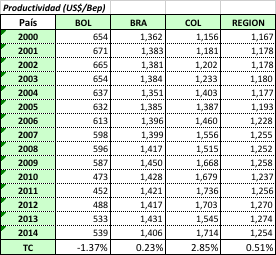 Productividad (US$/Bep)
País BOL BRA COL REGION
2000 654 1,362 1,156 1,167
2001 671 1,383 1,181 1,178
2002 665 1,381 1,202 1,178
2003 654 1,384 1,233 1,180
2004 637 1,351 1,403 1,177
2005 632 1,385 1,387 1,193
2006 613 1,396 1,460 1,228
2007 598 1,399 1,556 1,255
2008 596 1,417 1,515 1,252
2009 587 1,450 1,668 1,258
2010 473 1,428 1,679 1,237
2011 452 1,421 1,736 1,256
2012 488 1,417 1,703 1,270
2013 533 1,431 1,545 1,274
2014 539 1,406 1,714 1,254
TC -1.37% 0.23% 2.85% 0.51%